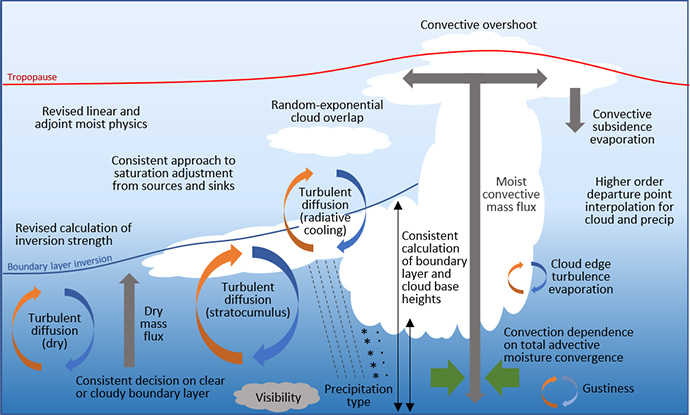 Convective overshoot
Tropopause
Revised linear and
adjoint moist physics
Random-exponential
cloud overlap
Convective
subsidence
evaporation
Consistent approach to
saturation adjustment
from sources and sinks
Turbulent
diffusion
(radiative
cooling)
Moist
convective
mass flux
Higher order
departure point
interpolation for
cloud and precip
Revised calculation of
inversion strength
Boundary layer inversion
Consistent
calculation
of boundary
layer and
cloud base
heights
Cloud edge
turbulence
evaporation
Turbulent
diffusion
(dry)
Dry
mass
flux
Turbulent
diffusion
(stratocumulus)
Convection dependence
on total advective
moisture convergence
Consistent decision on clear
or cloudy boundary layer
Visibility
Precipitation
type
Gustiness